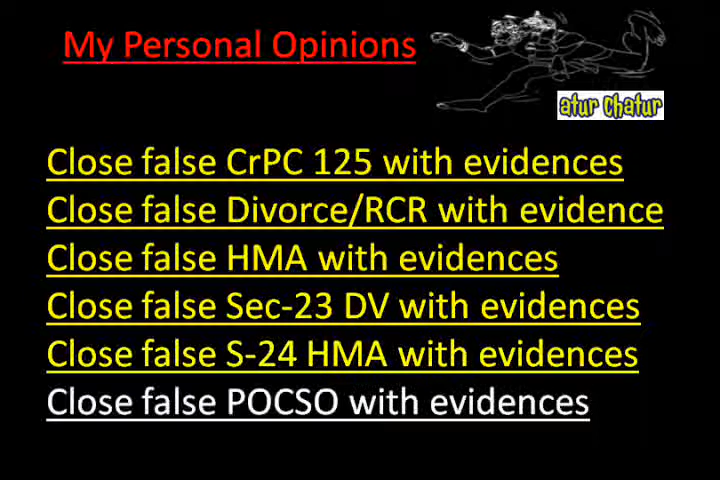 My Personal Opinions
atur Chatur
Close false CrPC 125 with evidences
Close false Divorce/RCR with evidence
Close false HMA with evidences
Close false Sec-23 DV with evidences
Close false S-24 HMA with evidences
Close false POCSO with evidences